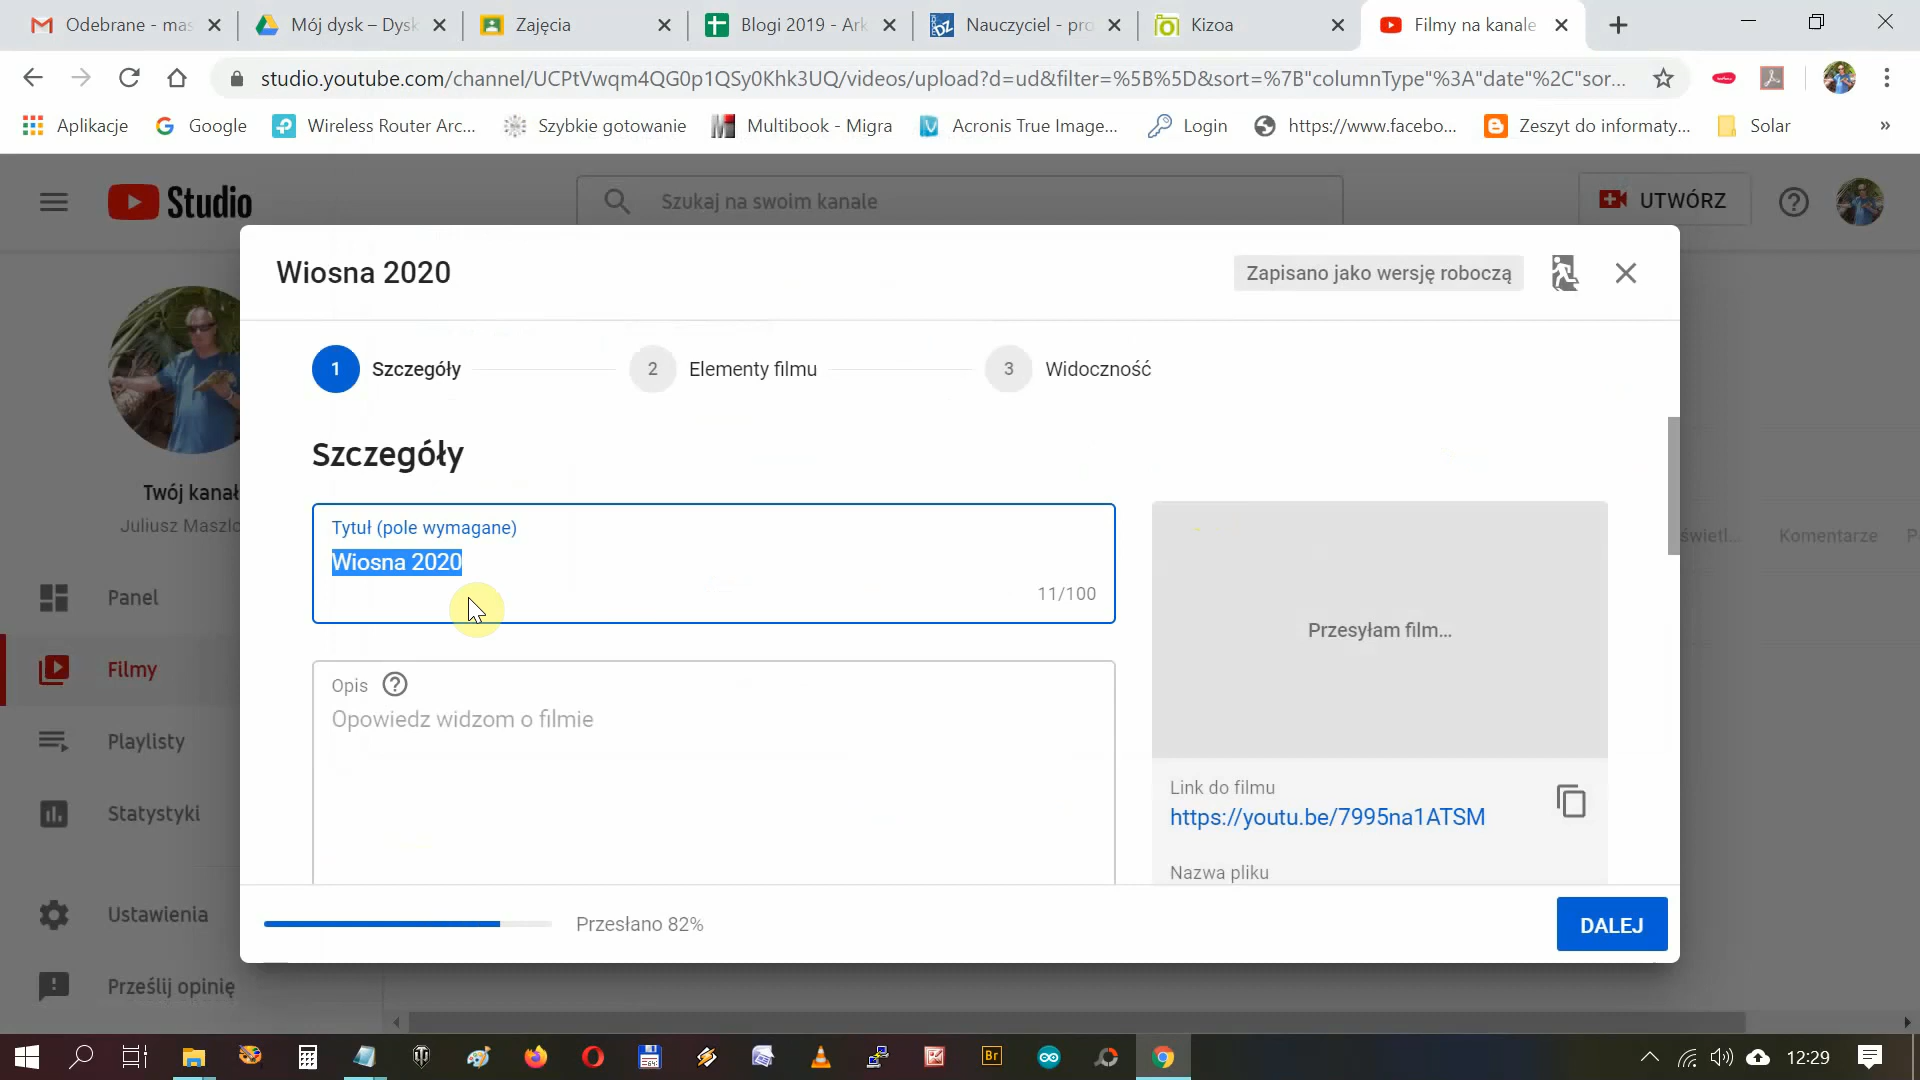 Odebrane - mas
Mój dysk – Dysk
Zajęcia
Blogi 2019 - Ark
Nauczyciel - pro
Kizoa
Filmy na kanale
studio.youtube.com/channel/UCPtVwqm4QG0p1QSy0Khk3UQ/videos/upload?d=ud&filter=%5B%5D&sort=%7B"columnType"%3A"date"%2C"sor...
Aplikacje
Google
Wireless Router Arc...
Szybkie gotowanie
Multibook - Migra
Acronis True Image...
Login
https://www.facebo...
Zeszyt do informaty...
Solar
»
Studio
Szukaj na swoim kanale
UTWÓRZ
Wiosna 2020
Zapisano jako wersję roboczą
1 Szczegóły
2 Elementy filmu
3 Widoczność
Twój kanał
Juliusz Maszlo
Panel
Filmy
Playlisty
Statystyki
Ustawienia
Prześlij opinię
Szczegóły
Tytuł (pole wymagane)
Wiosna 2020
11/100
Opis
Opowiedz widzom o filmie
Przesyłam film...
Link do filmu
https://youtu.be/7995na1ATSM
Nazwa pliku
świetl...
Komentarze
P
Przesłano 82%
DALEJ
Br
12:29